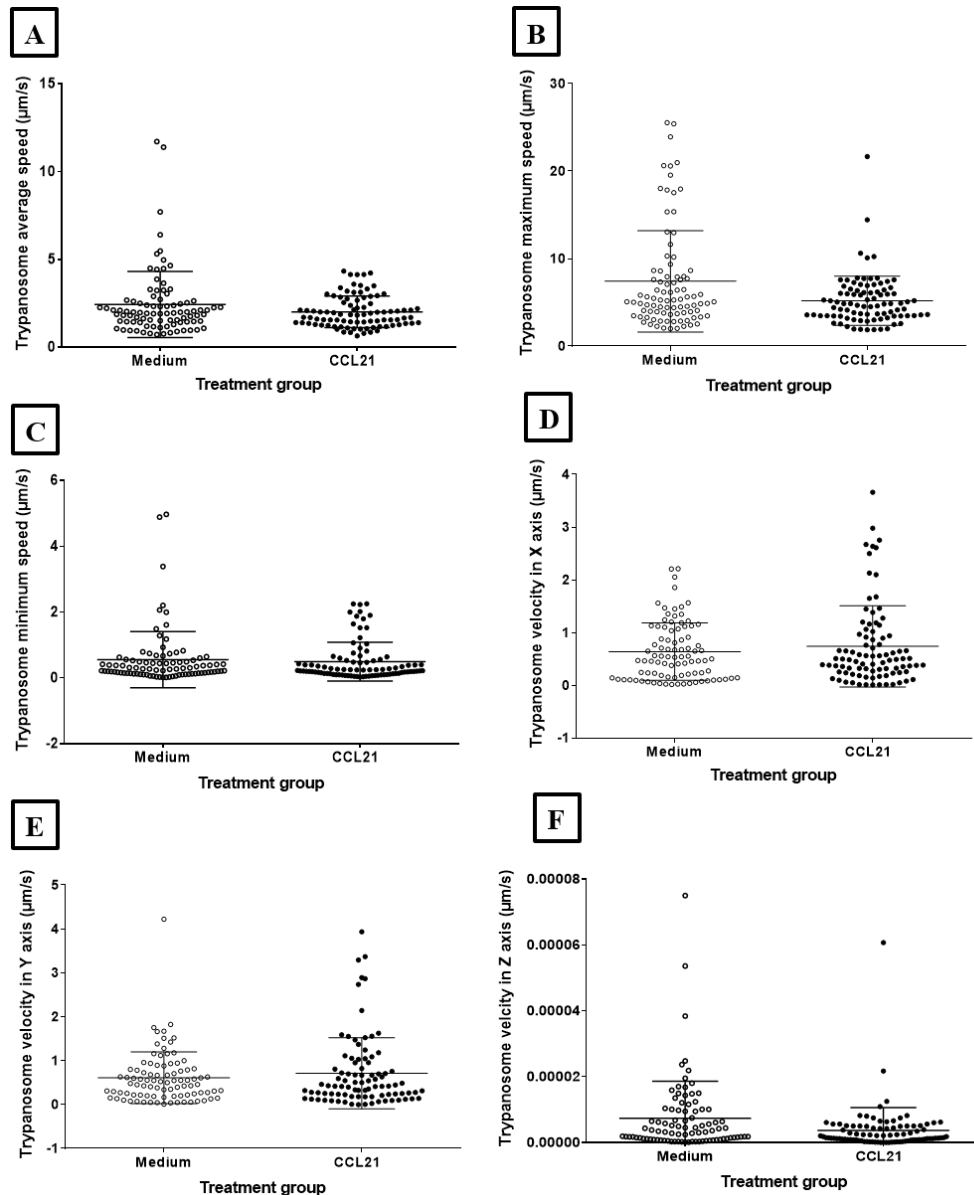 A
Trypanosome average speed (µm/s)
15
10
5
0
Medium
CCL21
Treatment group
B
Trypanosome maximum speed (µm/s)
30
20
10
0
Medium
CCL21
Treatment group
C
Trypanosome minimum speed (µm/s)
6
4
2
0
-2
Medium
CCL21
Treatment group
D
Trypanosome velocity in X axis (µm/s)
4
3
2
1
0
-1
Medium
CCL21
Treatment group
E
Trypanosome velocity in Y axis (µm/s)
5
4
3
2
1
0
-1
Medium
CCL21
Treatment group
F
Trypanosome velcity in Z axis (µm/s)
0.00008
0.00006
0.00004
0.00002
0.00000
Medium
CCL21
Treatment group